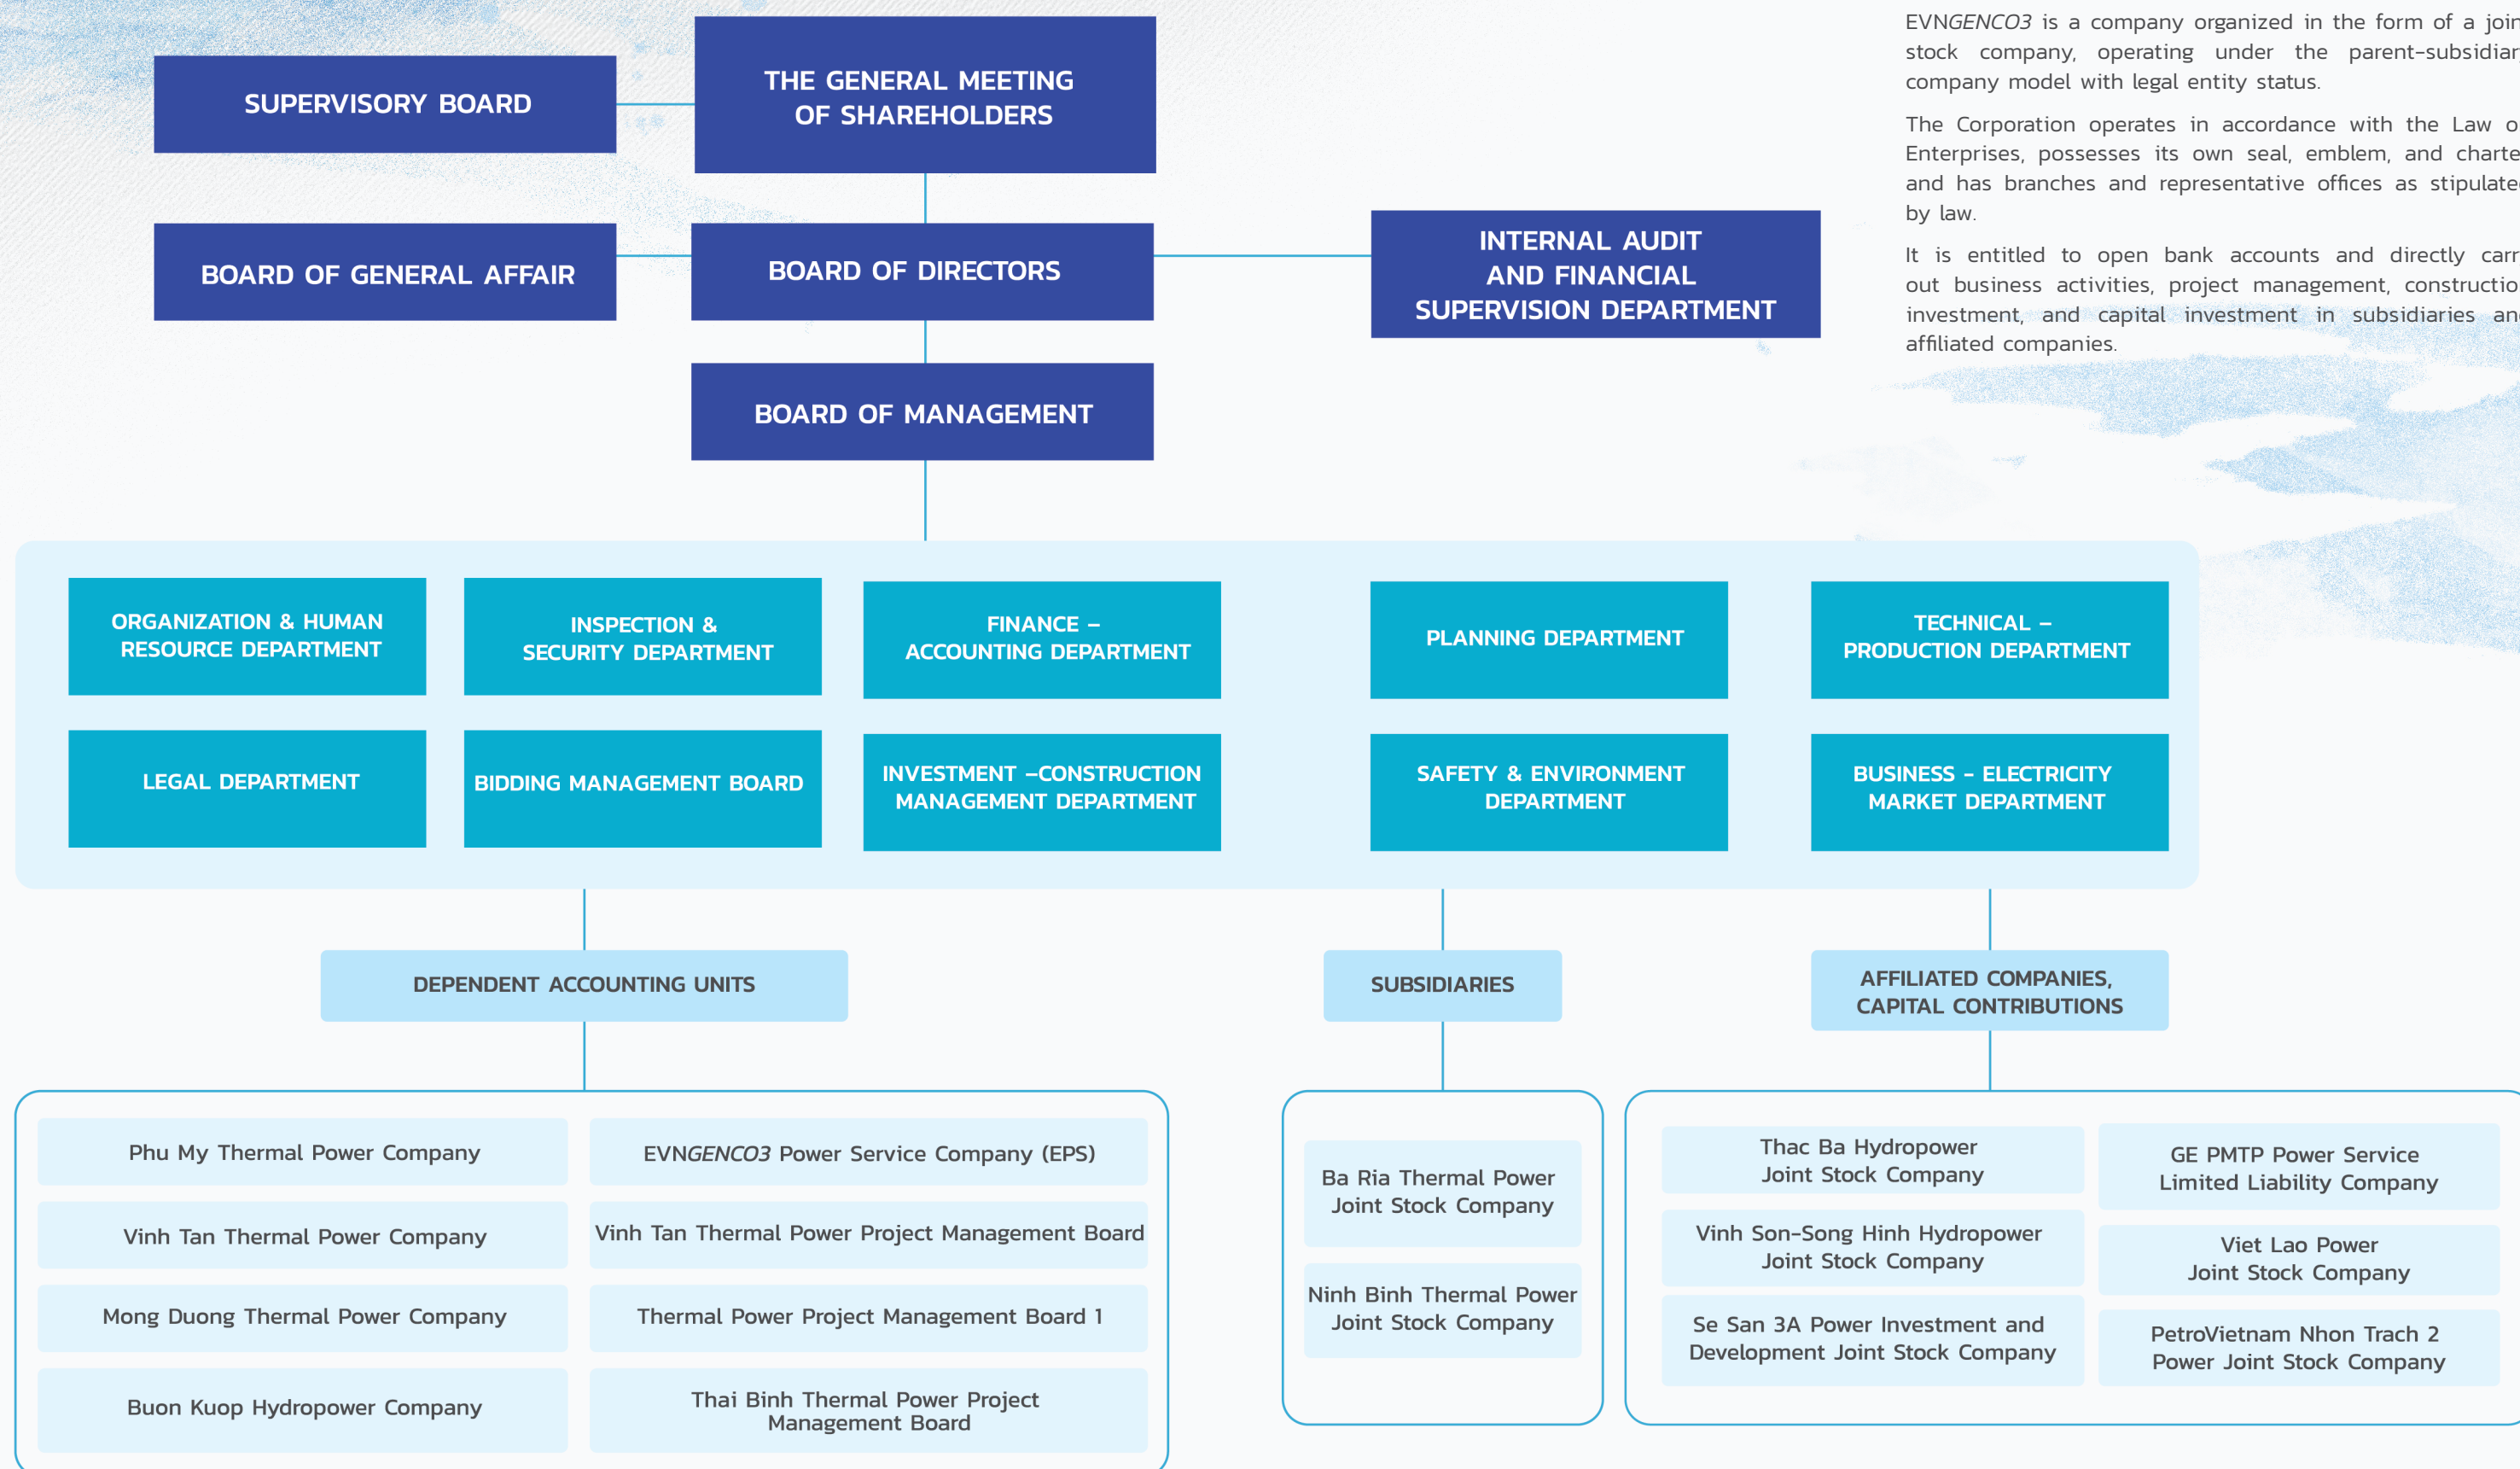 SUPERVISORY BOARD
THE GENERAL MEETING
OF SHAREHOLDERS
BOARD OF GENERAL AFFAIR
BOARD OF DIRECTORS
INTERNAL AUDIT
AND FINANCIAL
SUPERVISION DEPARTMENT
BOARD OF MANAGEMENT
EVNGENCO3 is a company organized in the form of a join
stock company, operating under the parent-subsidiar
company model with legal entity status.
The Corporation operates in accordance with the Law o
Enterprises, possesses its own seal, emblem, and charte
and has branches and representative offices as stipulate
by law.
It is entitled to open bank accounts and directly carr
out business activities, project management, constructio
investment, and capital investment in subsidiaries an
affiliated companies.
ORGANIZATION & HUMAN
RESOURCE DEPARTMENT
INSPECTION &
SECURITY DEPARTMENT
FINANCE –
ACCOUNTING DEPARTMENT
PLANNING DEPARTMENT
TECHNICAL –
PRODUCTION DEPARTMENT
LEGAL DEPARTMENT
BIDDING MANAGEMENT BOARD
INVESTMENT –CONSTRUCTION
MANAGEMENT DEPARTMENT
SAFETY & ENVIRONMENT
DEPARTMENT
BUSINESS - ELECTRICITY
MARKET DEPARTMENT
DEPENDENT ACCOUNTING UNITS
SUBSIDIARIES
AFFILIATED COMPANIES,
CAPITAL CONTRIBUTIONS
Phu My Thermal Power Company
EVNGENCO3 Power Service Company (EPS)
Vinh Tan Thermal Power Company
Vinh Tan Thermal Power Project Management Board
Mong Duong Thermal Power Company
Thermal Power Project Management Board 1
Buon Kuop Hydropower Company
Thai Binh Thermal Power Project
Management Board
Ba Ria Thermal Power
Joint Stock Company
Ninh Binh Thermal Power
Joint Stock Company
Thac Ba Hydropower
Joint Stock Company
GE PMTP Power Service
Limited Liability Company
Vinh Son-Song Hinh Hydropower
Joint Stock Company
Viet Lao Power
Joint Stock Company
Se San 3A Power Investment and
Development Joint Stock Company
PetroVietnam Nhon Trach 2
Power Joint Stock Company